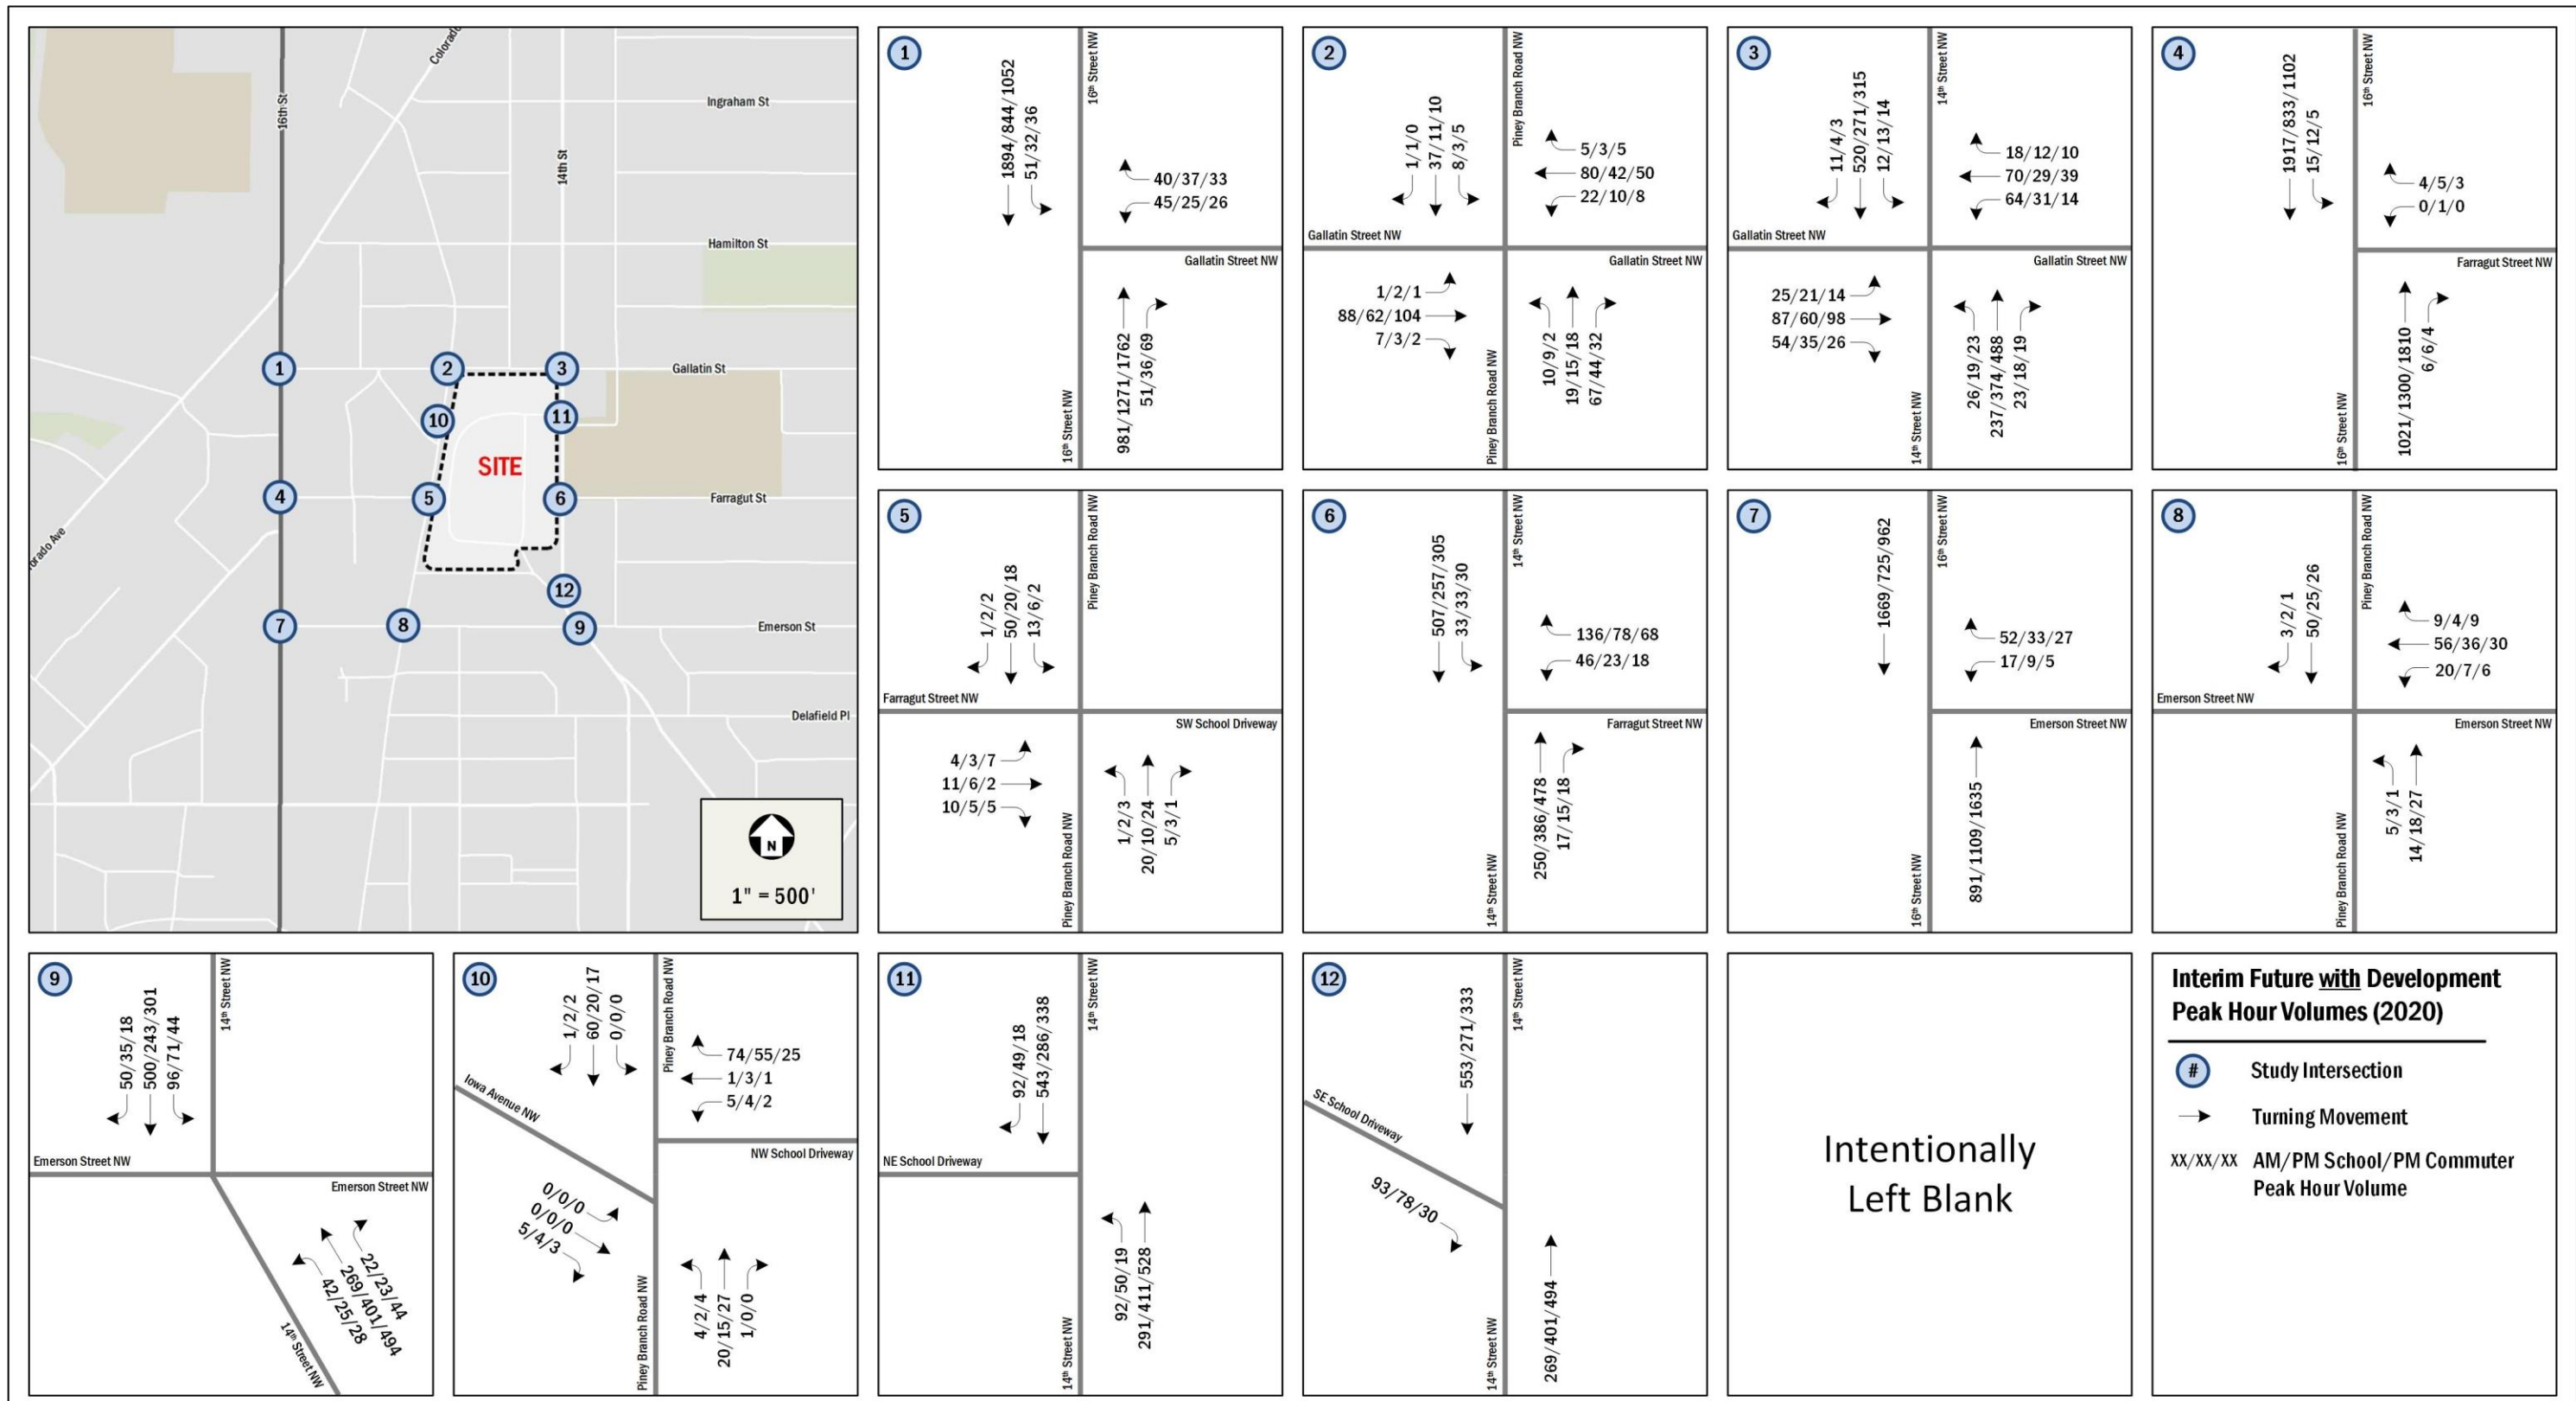 Colorado
16th St
14th St
Ingraham St
Hamilton St
1
2
3
Gallatin St
10
11
SITE
4
5
6
Farragut St
orado Ave
12
7
8
9
Emerson St
Delafield Pl
N
1" = 500'
1
16th Street NW
1894/844/1052
51/32/36
40/37/33
45/25/26
Gallatin Street NW
981/1271/1762
51/36/69
16th Street NW
2
Piney Branch Road NW
1/1/0
37/11/10
8/3/5
5/3/5
80/42/50
22/10/8
Gallatin Street NW
Gallatin Street NW
1/2/1
88/62/104
7/3/2
10/9/2
19/15/18
67/44/32
Piney Branch Road NW
3
14th Street NW
11/4/3
520/271/315
12/13/14
18/12/10
70/29/39
64/31/14
Gallatin Street NW
Gallatin Street NW
25/21/14
87/60/98
54/35/26
26/19/23
237/374/488
23/18/19
14th Street NW
4
16th Street NW
1917/833/1102
15/12/5
4/5/3
0/1/0
Farragut Street NW
1021/1300/1810
6/6/4
16th Street NW
5
Piney Branch Road NW
1/2/2
50/20/18
13/6/2
Farragut Street NW
SW School Driveway
4/3/7
11/6/2
10/5/5
1/2/3
20/10/24
5/3/1
Piney Branch Road NW
6
14th Street NW
507/257/305
33/33/30
136/78/68
46/23/18
Farragut Street NW
250/386/478
17/15/18
14th Street NW
7
16th Street NW
1669/725/962
52/33/27
17/9/5
Emerson Street NW
891/1109/1635
16th Street NW
8
Piney Branch Road NW
3/2/1
50/25/26
9/4/9
56/36/30
20/7/6
Emerson Street NW
Emerson Street NW
5/3/1
14/18/27
Piney Branch Road NW
9
14th Street NW
50/35/18
500/243/301
96/71/44
Emerson Street NW
Emerson Street NW
42/25/28
269/401/494
22/23/44
14th Street NW
10
Piney Branch Road NW
1/2/2
60/20/17
0/0/0
74/55/25
1/3/1
5/4/2
Iowa Avenue NW
NW School Driveway
0/0/0
0/0/0
5/4/3
4/2/4
20/15/27
1/0/0
Piney Branch Road NW
11
14th Street NW
92/49/18
543/286/338
NE School Driveway
92/50/19
291/411/528
14th Street NW
12
14th Street NW
553/271/333
SE School Driveway
93/78/30
269/401/494
14th Street NW
Intentionally
Left Blank
Interim Future with Development
Peak Hour Volumes (2020)
# Study Intersection
Turning Movement
XX/XX/XX AM/PM School/PM Commuter
Peak Hour Volume